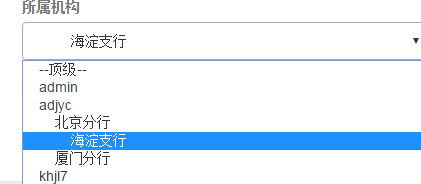 所属机构
海淀支行
--顶级--
admin
adjyc
北京分行
海淀支行
厦门分行
khjl7